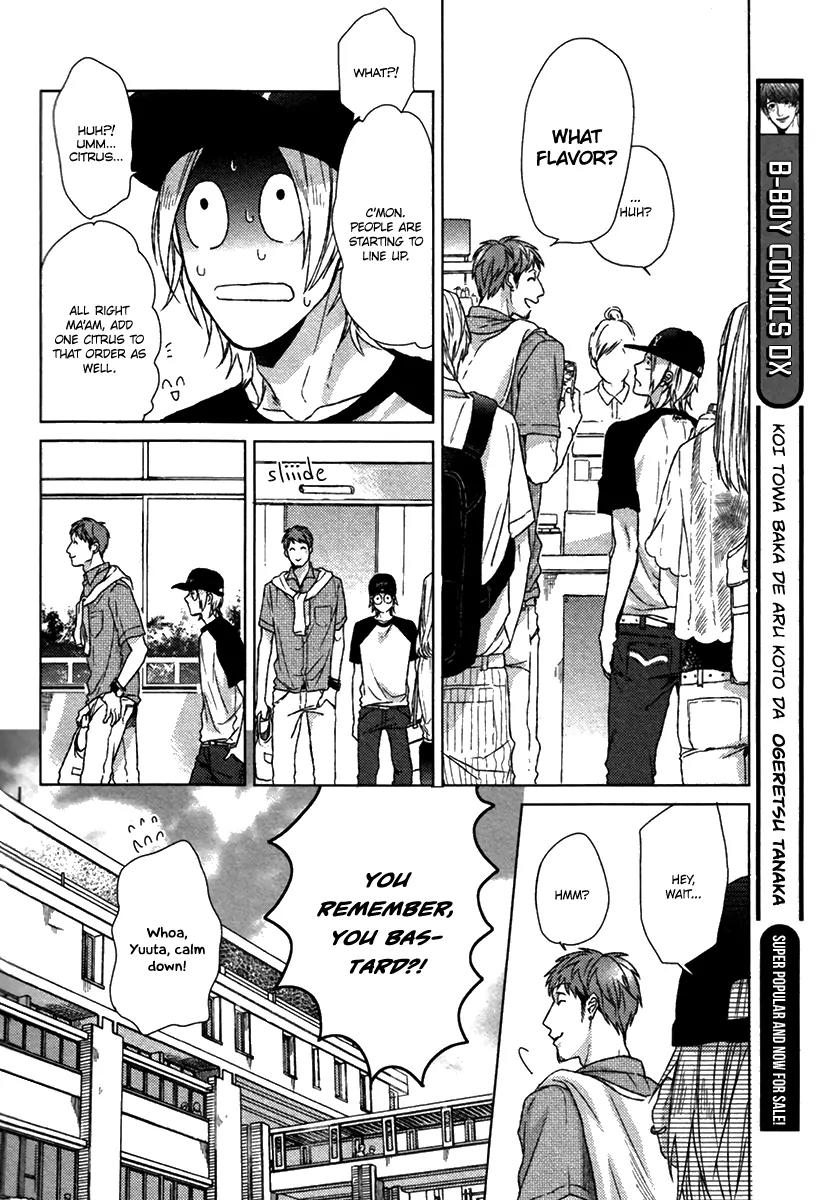 WHAT
FLAVOR?
...
HUH?
WHAT?!
C'MON.
PEOPLE ARE
STARTING TO
LINE UP.
HUH?!
UMM...
CITRUS...
ALL RIGHT
MA'AM, ADD
ONE CITRUS TO
THAT ORDER AS
WELL.
sliiide
HEY,
WAIT...
HMM?
YOU
REMEMBER,
YOU BAS-
TARD?!
Whoa,
Yuuta, calm
down!
B-BOY COMICS DX
KOI TOWA BAKA DE ARU KOTO DA OGERETSU TANAKA
SUPER POPULAR AND NOW FOR SALE!